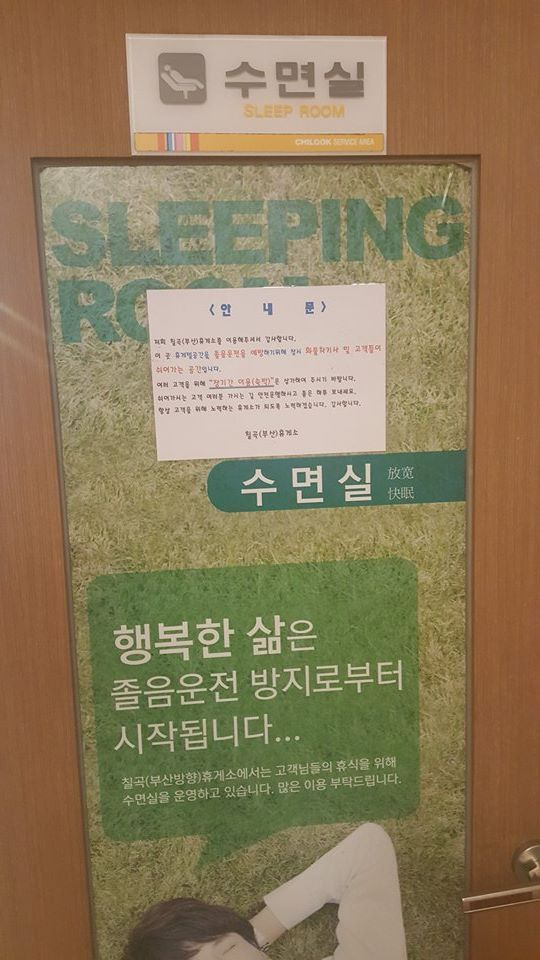 수면실
SLEEP ROOM
CHILGOK SERVICE AREA
SLEEPING
ROOM
〈안 내 문〉
저희 칠곡(부산)휴게소를 이용해주셔서 감사합니다.
이 곳 휴게텔공간은 졸음운전을 예방하기위해 잠시 화물차기사 및 고객들이
쉬어가는 공간입니다.
여러 고객을 위해 "장기간 이용(숙박)"은 삼가하여 주시기 바랍니다.
쉬어가시는 고객 여러분 가시는 길 안전운행하시고 좋은 하루 보내세요.
항상 고객을 위해 노력하는 휴게소가 되도록 노력하겠습니다. 감사합니다.
칠곡(부산)휴게소
수면실 放宽
快眠
행복한 삶은
졸음운전 방지로부터
시작됩니다...
칠곡(부산방향)휴게소에서는 고객님들의 휴식을 위해
수면실을 운영하고 있습니다. 많은 이용 부탁드립니다.